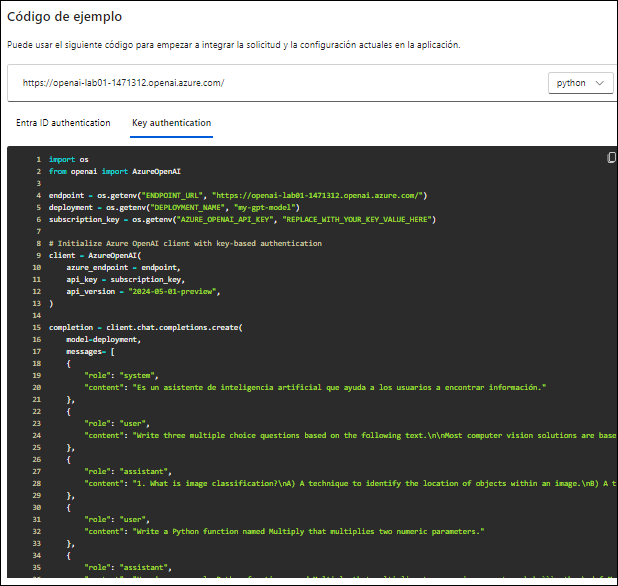 Código de ejemplo
Puede usar el siguiente código para empezar a integrar la solicitud y la configuración actuales en la aplicación.
https://openai-lab01-1471312.openai.azure.com/
python
Entra ID authentication
Key authentication
1 import os
2 from openai import AzureOpenAI
3
4 endpoint = os.getenv("ENDPOINT_URL", "https://openai-lab01-1471312.openai.azure.com/")
5 deployment = os.getenv("DEPLOYMENT_NAME", "my-gpt-model")
6 subscription_key = os.getenv("AZURE_OPENAI_API_KEY", "REPLACE_WITH_YOUR_KEY_VALUE_HERE")
7
8 # Initialize Azure OpenAI client with key-based authentication
9 client = AzureOpenAI(
10 azure_endpoint = endpoint,
11 api_key = subscription_key,
12 api_version = "2024-05-01-preview",
13 )
14
15 completion = client.chat.completions.create(
16 model=deployment,
17 messages= [
18 {
19 "role": "system",
20 "content": "Es un asistente de inteligencia artificial que ayuda a los usuarios a encontrar información."
21 },
22 {
23 "role": "user",
24 "content": "Write three multiple choice questions based on the following text.\n\nMost computer vision solutions are base
25 },
26 {
27 "role": "assistant",
28 "content": "1. What is image classification?\nA) A technique to identify the location of objects within an image.\nB) A t
29 },
30 {
31 "role": "user",
32 "content": "Write a Python function named Multiply that multiplies two numeric parameters."
33 },
34 {
35 "role": "assistant",